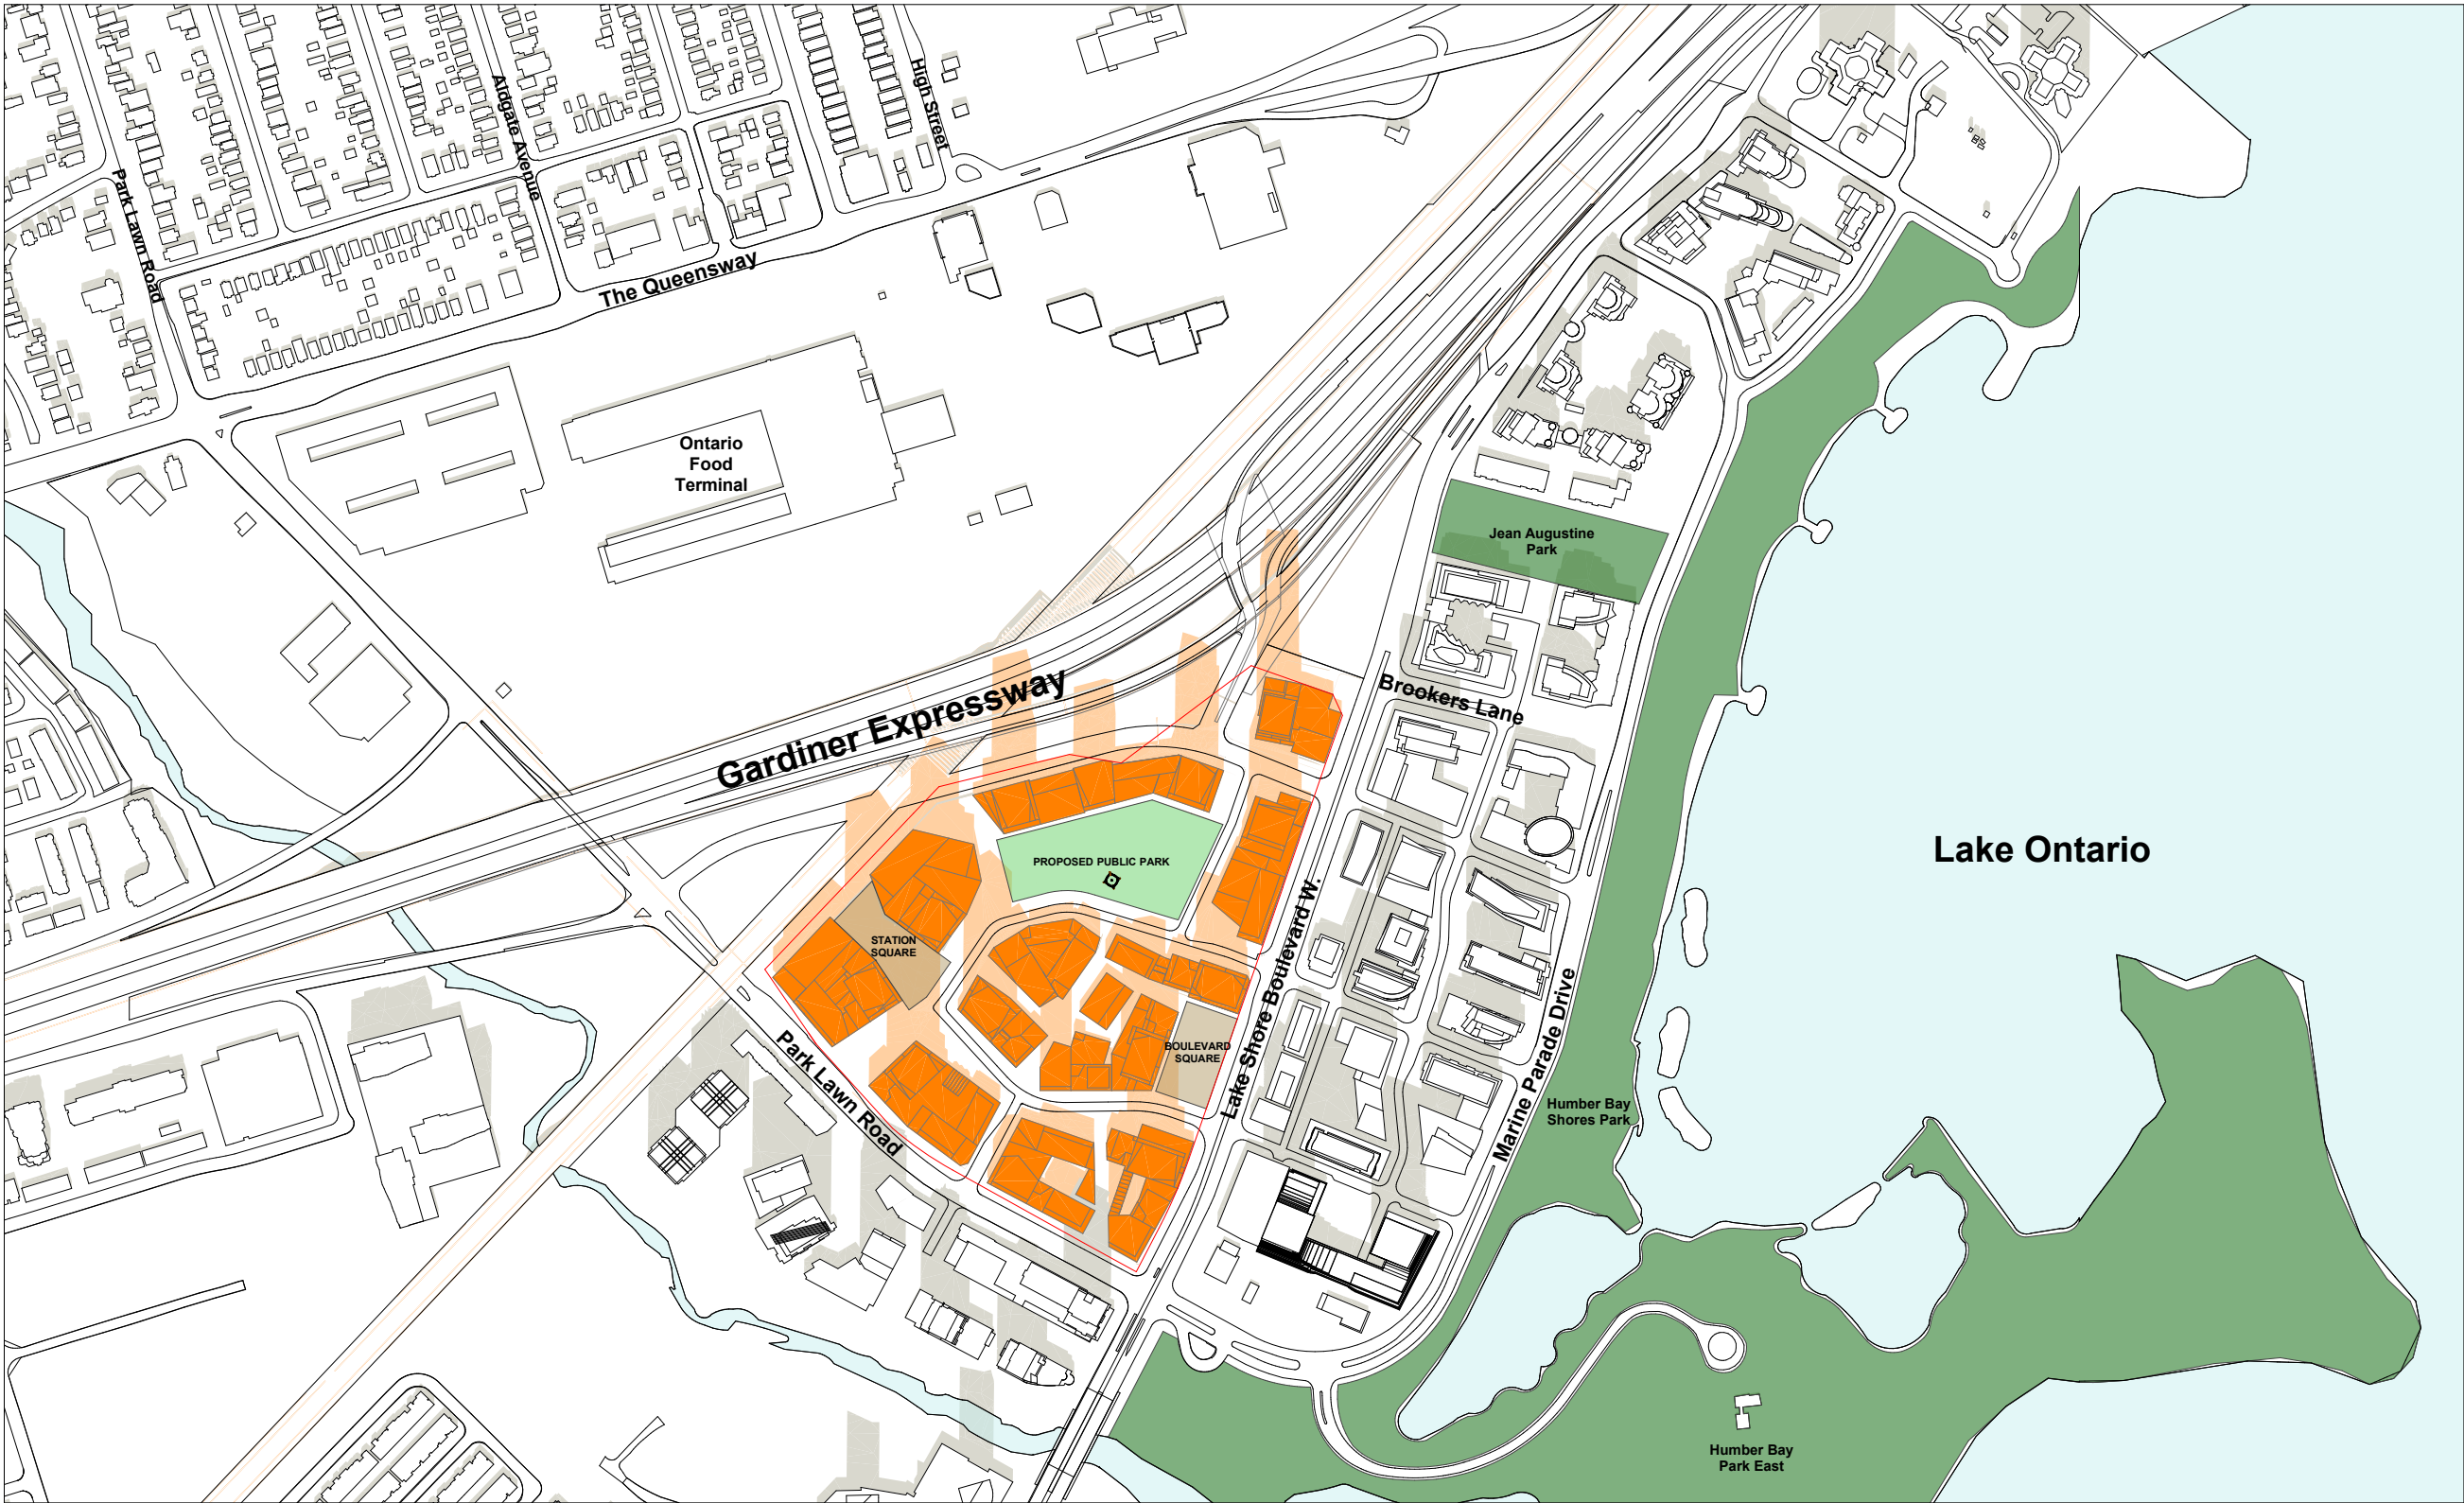 High Street
Aldgate Avenue
Park Lawn Road
The Queensway
Ontario
Food
Terminal
Jean Augustine
Park
Brookers Lane
Gardiner Expressway
PROPOSED PUBLIC PARK
Lake Ontario
STATION
SQUARE
Lake Shore Boulevard W.
BOULEVARD
SQUARE
Park Lawn Road
Marine Parade Drive
Humber Bay
Shores Park
Humber Bay
Park East